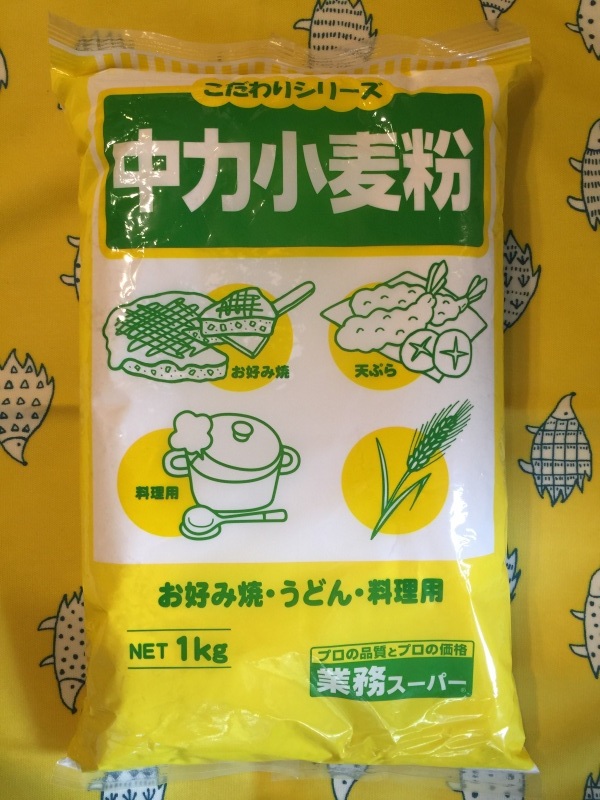 こだわりシリーズ
中力小麦粉
お好み焼
天ぷら
料理用
お好み焼・うどん・料理用
NET 1kg
プロの品質とプロの価格
業務スーパー